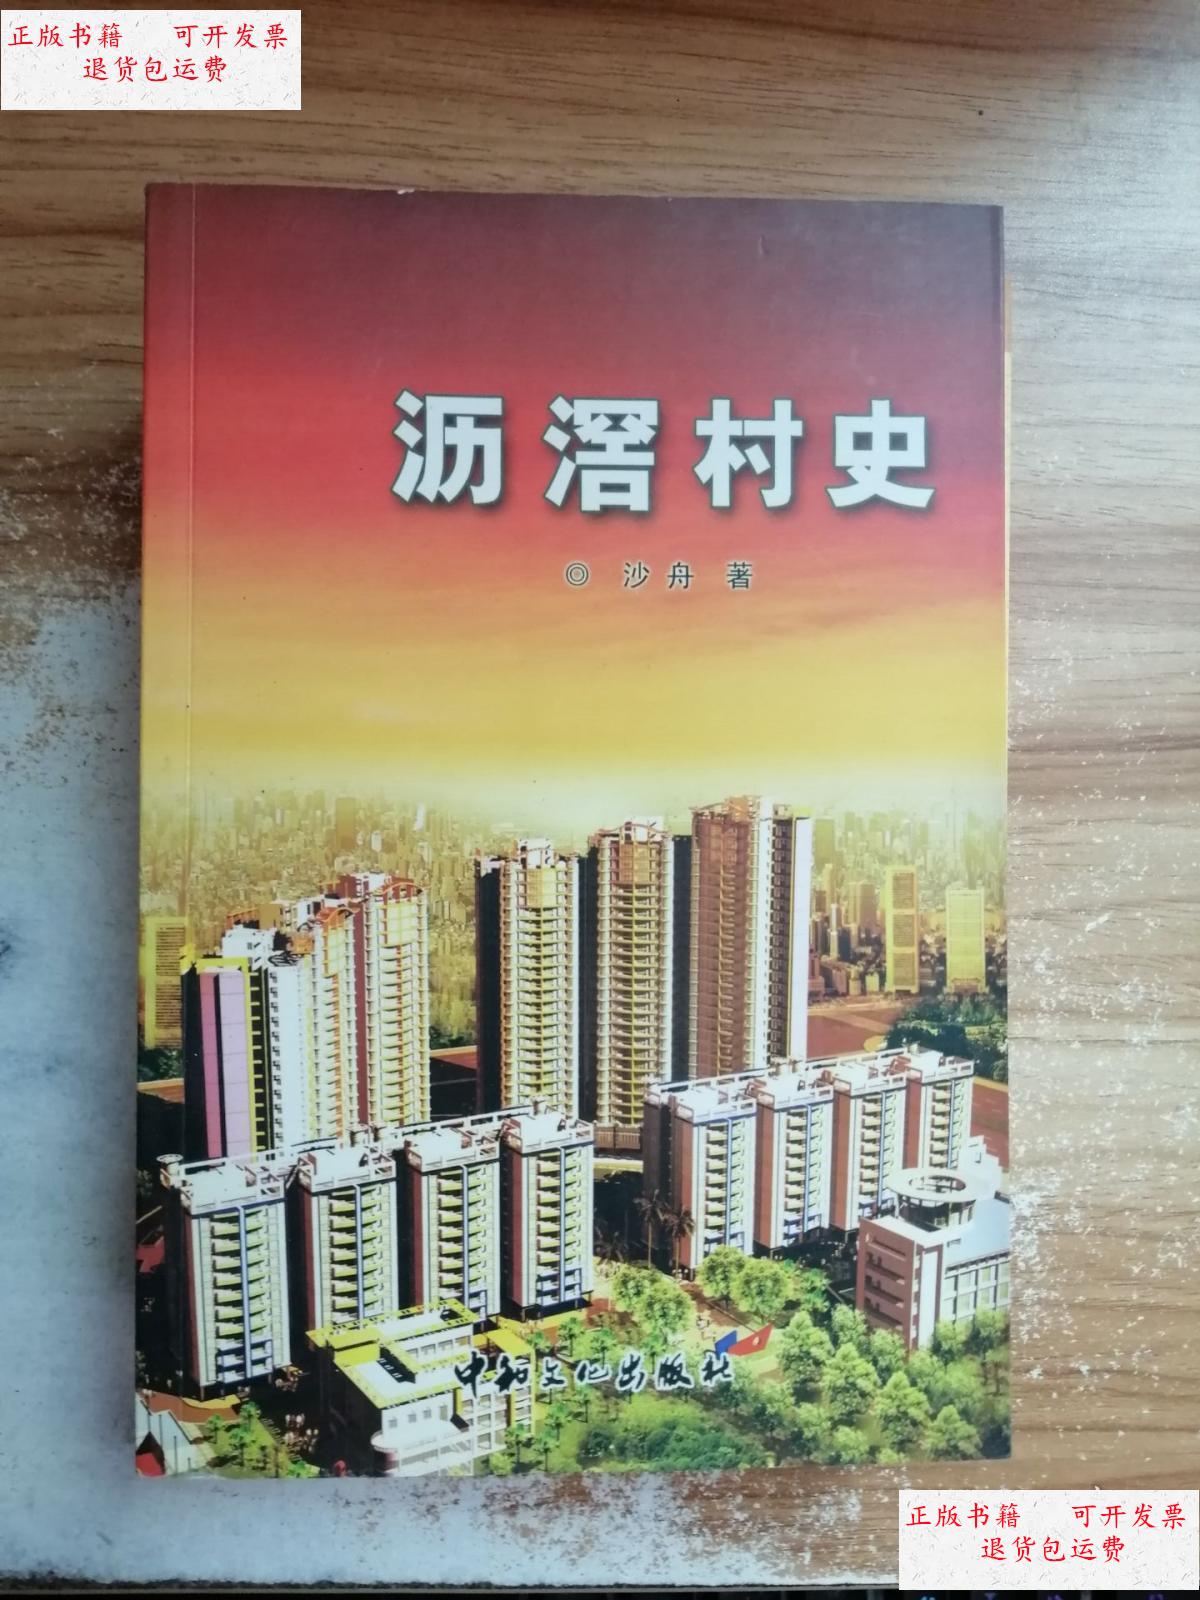 正版书籍 可开发票
退货包运费
沥滘村史
◎ 沙舟 著
中和文化出版社
正版书籍 可开发票
退货包运费